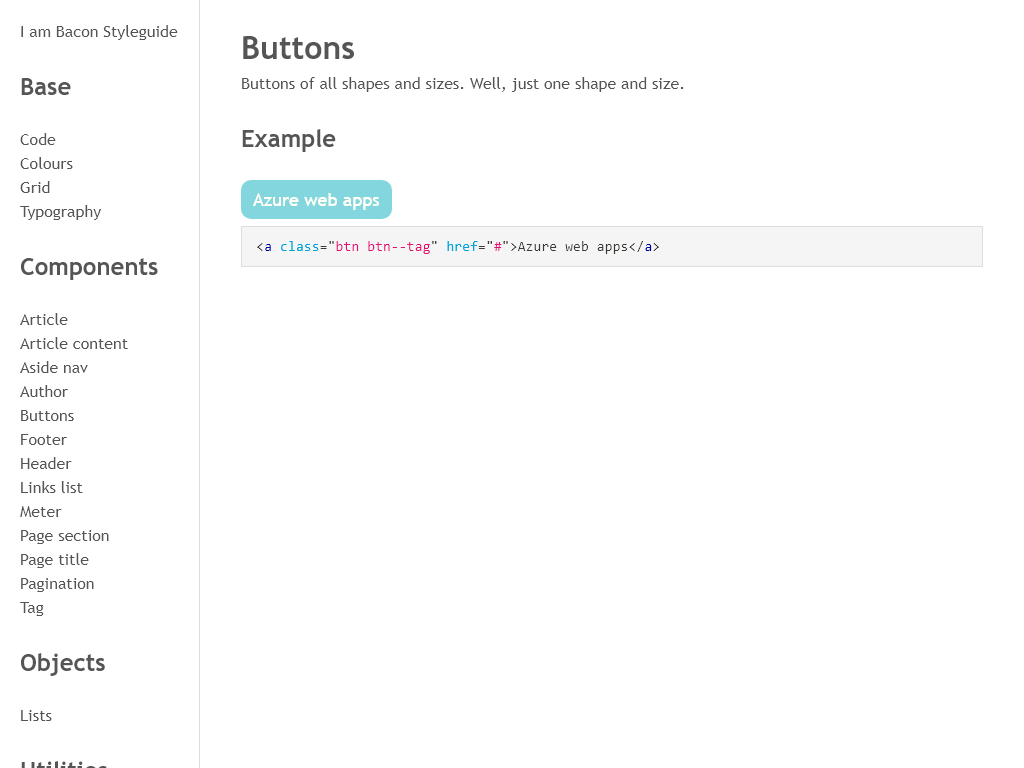 I am Bacon Styleguide
Base
Code
Colours
Grid
Typography
Components
Article
Article content
Aside nav
Author
Buttons
Footer
Header
Links list
Meter
Page section
Page title
Pagination
Tag
Objects
Lists
Utilities
Buttons
Buttons of all shapes and sizes. Well, just one shape and size.
Example
Azure web apps
<a class="btn btn--tag" href="#">Azure web apps</a>